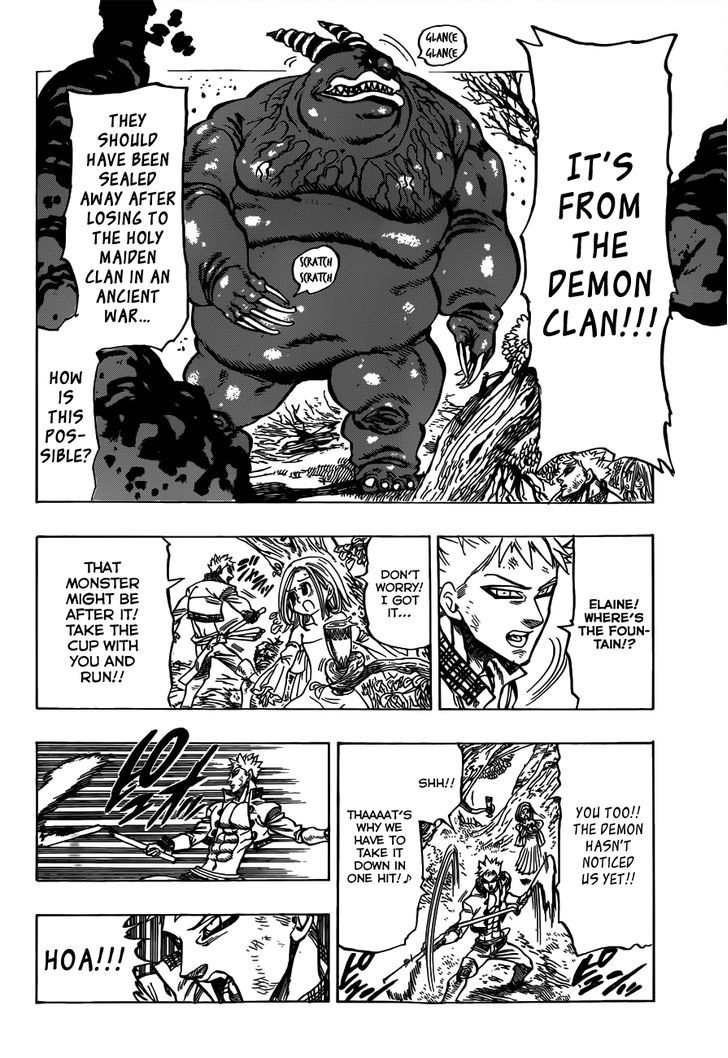 GLANCE
GLANCE
IT'S
FROM
THE
DEMON
CLAN!!!
THEY
SHOULD
HAVE BEEN
SEALED
AWAY AFTER
LOSING TO
THE HOLY
MAIDEN
CLAN IN AN
ANCIENT
WAR...
SCRATCH
SCRATCH
HOW
IS
THIS
POS-
SIBLE?
ELAINE!
WHERE'S
THE FOUN-
TAIN!?
DON'T
WORRY!
I GOT
IT...
THAT
MONSTER
MIGHT BE
AFTER IT!
TAKE THE
CUP WITH
YOU AND
RUN!!
YOU TOO!!
THE DEMON
HASN'T
NOTICED
US YET!!
SHH!!
THAAAAT'S
WHY WE
HAVE TO
TAKE IT
DOWN IN
ONE HIT!♪
HOA!!!